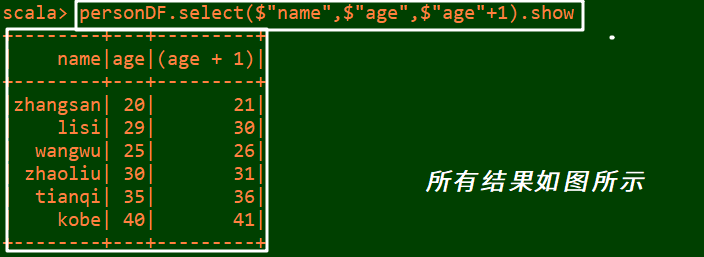 scala> personDF.select($"name",$"age",$"age"+1).show
+---------+---+---------+
|     name|age|(age + 1)|
+---------+---+---------+
|zhangsan| 20|       21|
|    lisi| 29|       30|
|  wangwu| 25|       26|
| zhaoliu| 30|       31|
|  tianqi| 35|       36|
|    kobe| 40|       41|
+---------+---+---------+
所有结果如图所示